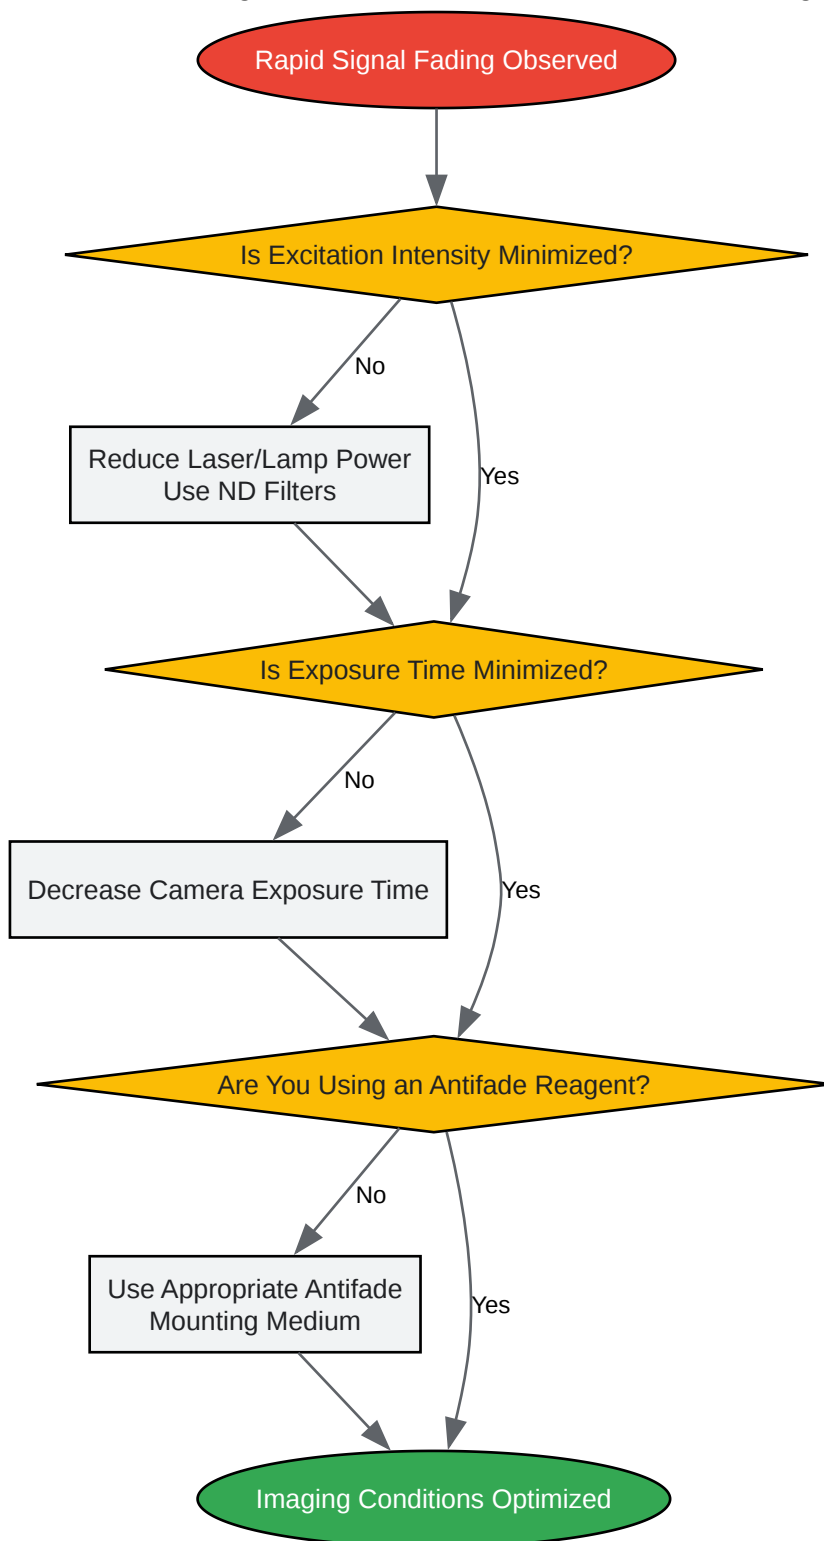 Rapid Signal Fading Observed
Is Excitation Intensity Minimized?
No
Reduce Laser/Lamp Power
Use ND Filters
Yes
Is Exposure Time Minimized?
No
Decrease Camera Exposure Time
Yes
Are You Using an Antifade Reagent?
No
Use Appropriate Antifade
Mounting Medium
Yes
Imaging Conditions Optimized